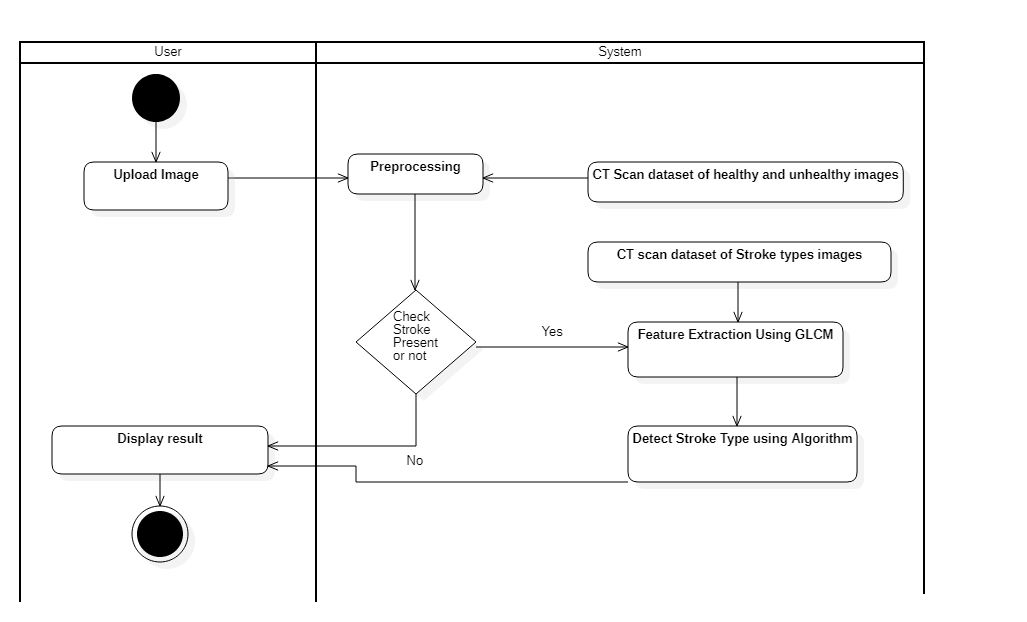 User
System
Upload Image
Preprocessing
CT Scan dataset of healthy and unhealthy images
CT scan dataset of Stroke types images
Check
Stroke
Present
or not
Yes
Feature Extraction Using GLCM
Display result
No
Detect Stroke Type using Algorithm